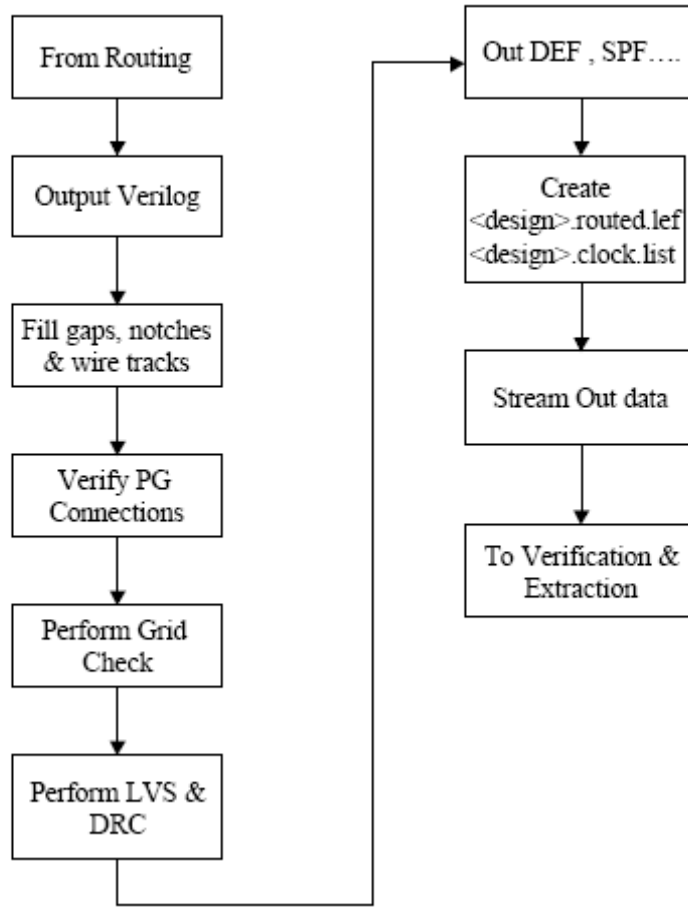 From Routing
Output Verilog
Fill gaps, notches
& wire tracks
Verify PG
Connections
Perform Grid
Check
Perform LVS &
DRC
Out DEF , SPF….
Create
<design>.routed.lef
<design>.clock.list
Stream Out data
To Verification &
Extraction